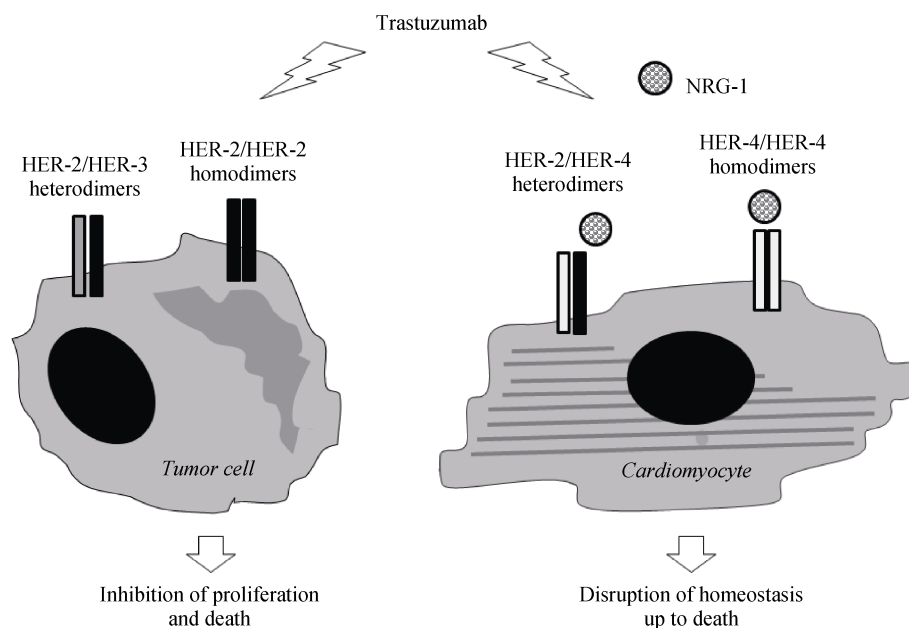 Trastuzumab
NRG-1
HER-2/HER-3
heterodimers
HER-2/HER-2
homodimers
HER-2/HER-4
heterodimers
HER-4/HER-4
homodimers
Tumor cell
Cardiomyocyte
Inhibition of proliferation
and death
Disruption of homeostasis
up to death